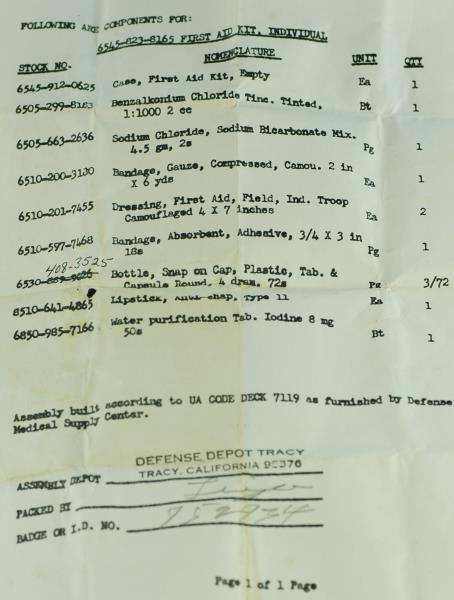 FOLLOWING ARE COMPONENTS FOR:
6545-823-8165 FIRST AID KIT, INDIVIDUAL
STOCK NO. NOMENCLATURE UNIT QTY
6545-912-0625 Case, First Aid Kit, Empty Ea 1
6505-299-8183 Benzalkonium Chloride Tinc. Tinted, Bt 1
1:1000 2 cc
6505-663-2636 Sodium Chloride, Sodium Bicarbonate Mix. Pg 1
4.5 gm, 2s
6510-200-3180 Bandage, Gauze, Compressed, Camou. 2 in Ea 1
X 6 yds
6510-201-7455 Dressing, First Aid, Field, Ind. Troop Ea 2
Camouflaged 4 X 7 inches
6510-597-7468 Bandage, Absorbent, Adhesive, 3/4 X 3 in Pg 1
18s
408-3525
6530- Bottle, Snap on Cap, Plastic, Tab. & Pg 3/72
Capsule Round, 4 dram, 72s
8510-641-4865 Lipstick, Anti chap, Type 11 Ea 1
6850-985-7166 Water purification Tab. Iodine 8 mg Bt 1
50s
Assembly built according to UA CODE DECK 7119 as furnished by Defense
Medical Supply Center.
DEFENSE DEPOT TRACY
ASSEMBLY DEPOT TRACY, CALIFORNIA 95376
PACKED BY
BADGE OR I.D. NO.
Page 1 of 1 Page